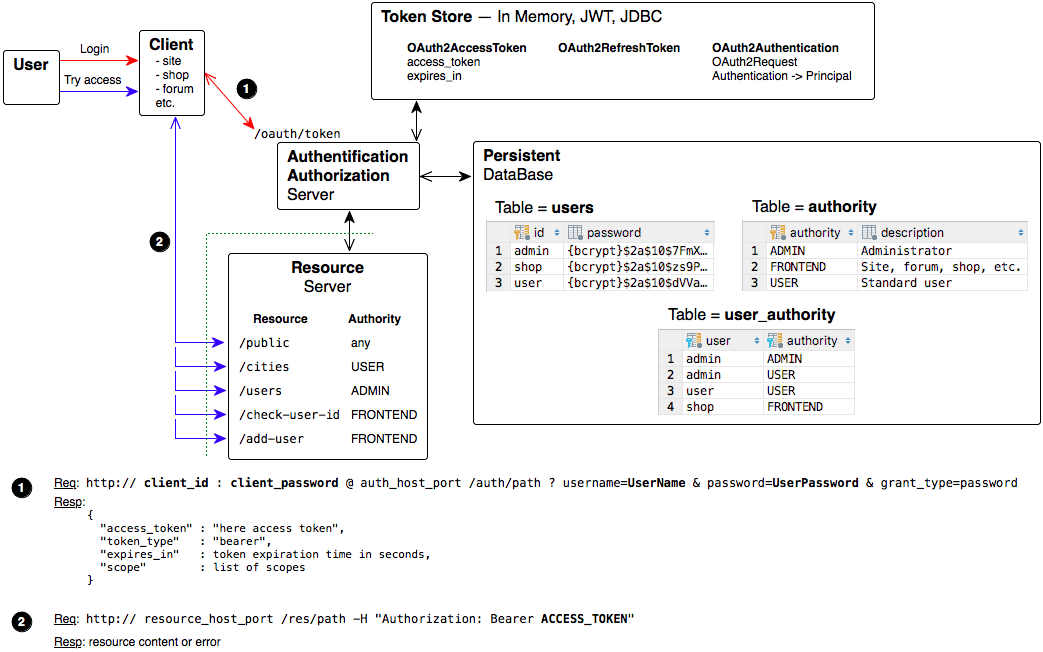 Token Store — In Memory, JWT, JDBC
OAuth2AccessToken OAuth2RefreshToken OAuth2Authentication
access_token OAuth2Request
expires_in Authentication -> Principal
User
Login
Try access
Client
- site
- shop
- forum
etc.
1
/oauth/token
Authentification
Authorization
Server
2
Persistent
DataBase
Table = users
id password
1 admin {bcrypt}$2a$10$7FmX…
2 shop {bcrypt}$2a$10$zs9P…
3 user {bcrypt}$2a$10$dVVa…
Table = authority
authority description
1 ADMIN Administrator
2 FRONTEND Site, forum, shop, etc.
3 USER Standard user
Table = user_authority
user authority
1 admin ADMIN
2 admin USER
3 user USER
4 shop FRONTEND
Resource
Server
Resource Authority
/public any
/cities USER
/users ADMIN
/check-user-id FRONTEND
/add-user FRONTEND
1 Req: http:// client_id : client_password @ auth_host_port /auth/path ? username=UserName & password=UserPassword & grant_type=password
Resp:
{
"access_token" : "here access token",
"token_type" : "bearer",
"expires_in" : token expiration time in seconds,
"scope" : list of scopes
}
2 Req: http:// resource_host_port /res/path -H "Authorization: Bearer ACCESS_TOKEN"
Resp: resource content or error